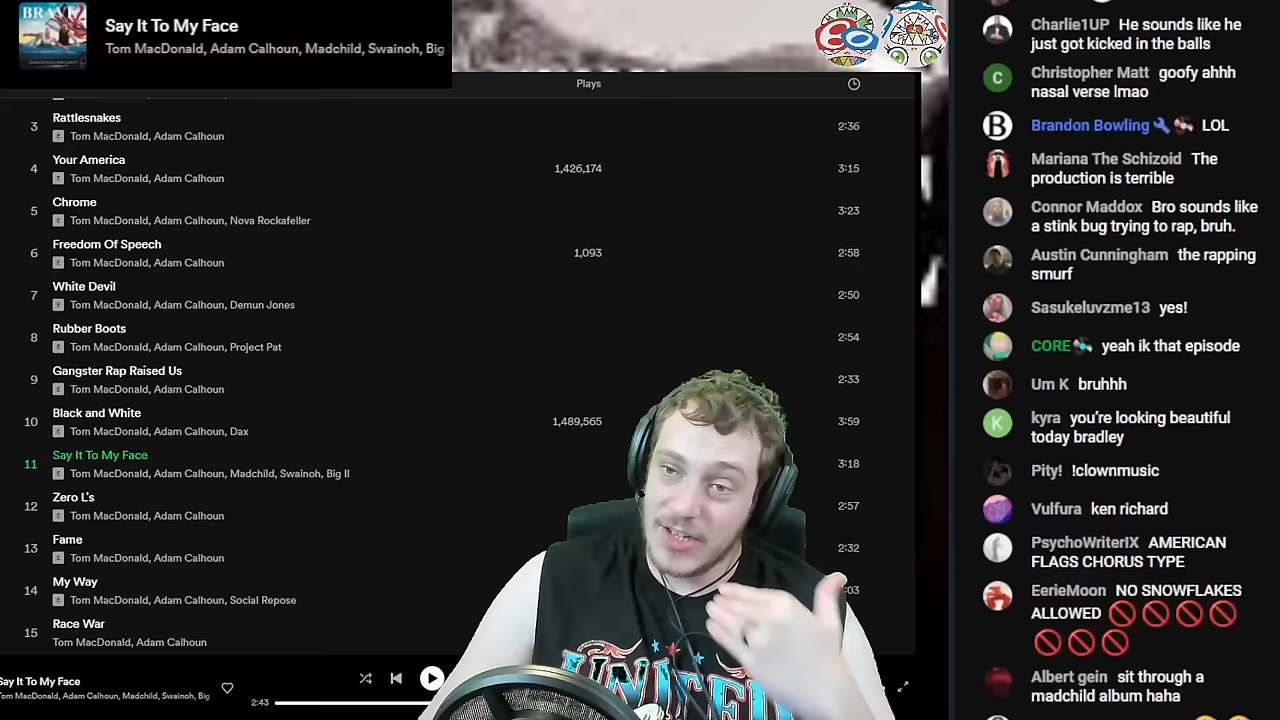 BRAVE 2
Say It To My Face
Tom MacDonald, Adam Calhoun, Madchild, Swainoh, Big
Plays
3 Rattlesnakes 2:36
E Tom MacDonald, Adam Calhoun
4 Your America 1,426,174 3:15
E Tom MacDonald, Adam Calhoun
5 Chrome 3:23
E Tom MacDonald, Adam Calhoun, Nova Rockafeller
6 Freedom Of Speech 1,093 2:58
E Tom MacDonald, Adam Calhoun
7 White Devil 2:50
E Tom MacDonald, Adam Calhoun, Demun Jones
8 Rubber Boots 2:54
E Tom MacDonald, Adam Calhoun, Project Pat
9 Gangster Rap Raised Us 2:33
E Tom MacDonald, Adam Calhoun
10 Black and White 1,489,565 3:59
E Tom MacDonald, Adam Calhoun, Dax
11 Say It To My Face 3:18
E Tom MacDonald, Adam Calhoun, Madchild, Swainoh, Big II
12 Zero L's 2:57
E Tom MacDonald, Adam Calhoun
13 Fame 2:32
E Tom MacDonald, Adam Calhoun
14 My Way :03
E Tom MacDonald, Adam Calhoun, Social Repose
15 Race War
Tom MacDonald, Adam Calhoun
Say It To My Face
Tom MacDonald, Adam Calhoun, Madchild, Swainoh, Big
2:43
UNITED
Charlie1UP He sounds like he
just got kicked in the balls
C Christopher Matt goofy ahhh
nasal verse lmao
B Brandon Bowling LOL
Mariana The Schizoid The
production is terrible
Connor Maddox Bro sounds like
a stink bug trying to rap, bruh.
Austin Cunningham the rapping
smurf
Sasukeluvzme13 yes!
CORE yeah ik that episode
Um K bruhhh
K kyra you're looking beautiful
today bradley
Pity! !clownmusic
Vulfura ken richard
PsychoWriterIX AMERICAN
FLAGS CHORUS TYPE
EerieMoon NO SNOWFLAKES
ALLOWED 🚫🚫🚫🚫
🚫🚫🚫
Albert gein sit through a
madchild album haha